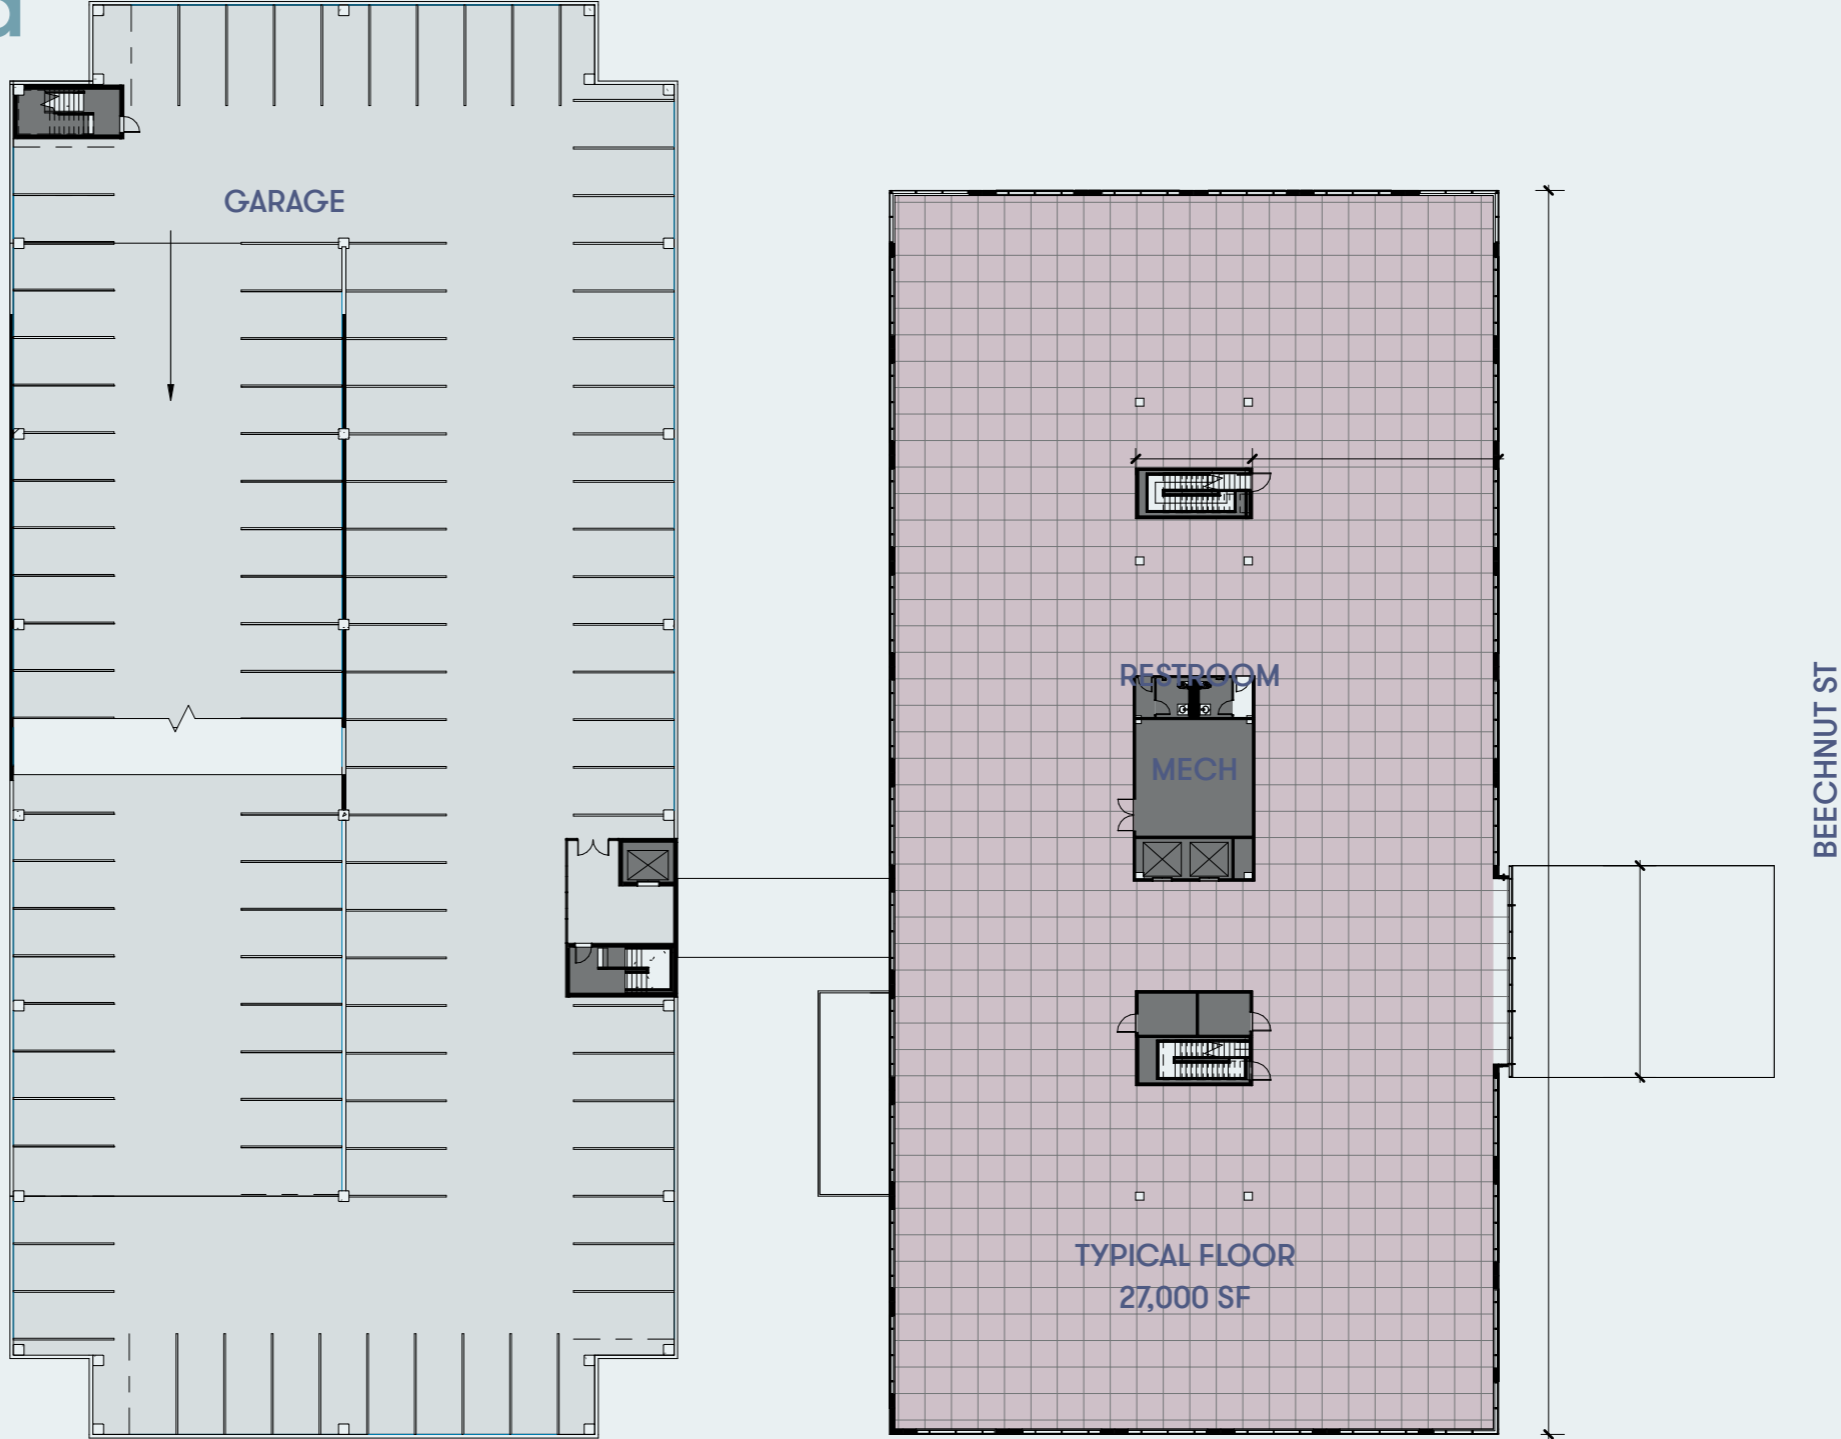 GARAGE
RESTROOM
MECH
BEECHNUT ST
TYPICAL FLOOR
27,000 SF